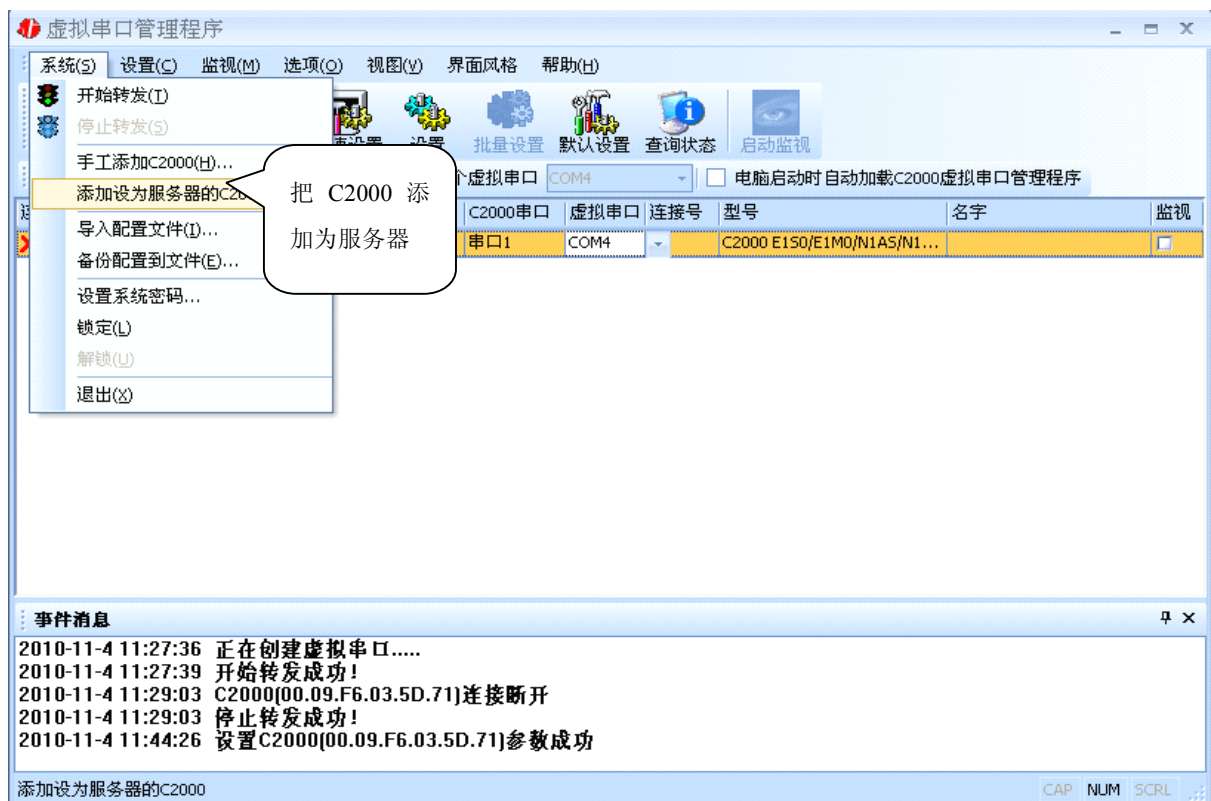 虚拟串口管理程序
系统(S) 设置(C) 监视(M) 选项(O) 视图(V) 界面风格 帮助(H)
开始转发(T)
停止转发(S)
手工添加C2000(H)...
添加设为服务器的C20
导入配置文件(I)...
备份配置到文件(E)...
设置系统密码...
锁定(L)
解锁(U)
退出(X)
把 C2000 添
加为服务器
设置 设置 批量设置 默认设置 查询状态 启动监视
个虚拟串口 COM4 电脑启动时自动加载C2000虚拟串口管理程序
C2000串口 虚拟串口 连接号 型号 名字 监视
串口1 COM4 C2000 E1S0/E1M0/N1AS/N1...
事件消息
2010-11-4 11:27:36 正在创建虚拟串口.....
2010-11-4 11:27:39 开始转发成功!
2010-11-4 11:29:03 C2000(00.09.F6.03.5D.71)连接断开
2010-11-4 11:29:03 停止转发成功!
2010-11-4 11:44:26 设置C2000(00.09.F6.03.5D.71)参数成功
添加设为服务器的C2000 CAP NUM SCRL